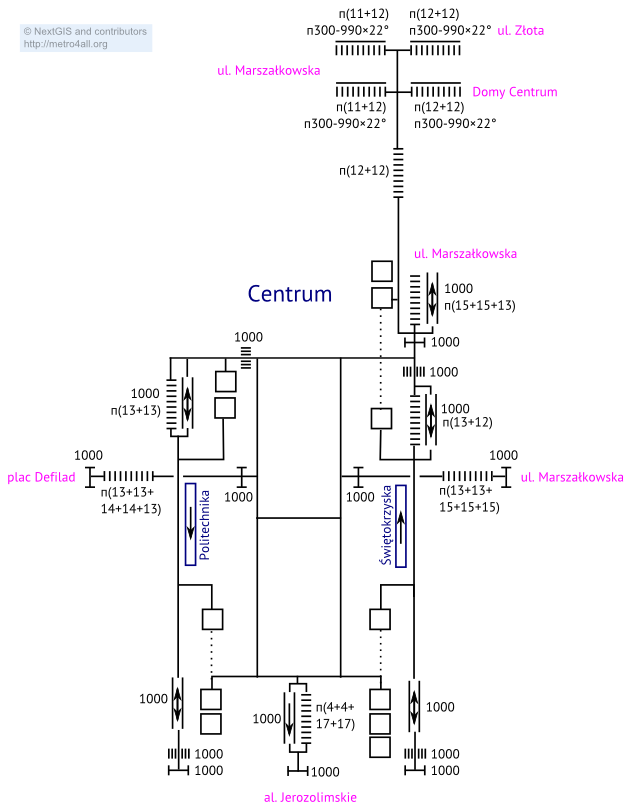 © NextGIS and contributors
http://metro4all.org
п(11+12)
п300-990×22°
п(12+12)
п300-990×22°
ul. Złota
ul. Marszałkowska
Domy Centrum
п(11+12)
п300-990×22°
п(12+12)
п300-990×22°
п(12+12)
ul. Marszałkowska
Centrum
1000
п(15+15+13)
1000
1000
1000
1000
п(13+13)
1000
п(13+12)
1000
plac Defilad
п(13+13+
14+14+13)
1000
1000
1000
ul. Marszałkowska
п(13+13+
15+15+15)
Politechnika
Świętokrzyska
1000
1000
п(4+4+
17+17)
1000
1000
1000
1000
1000
1000
al. Jerozolimskie